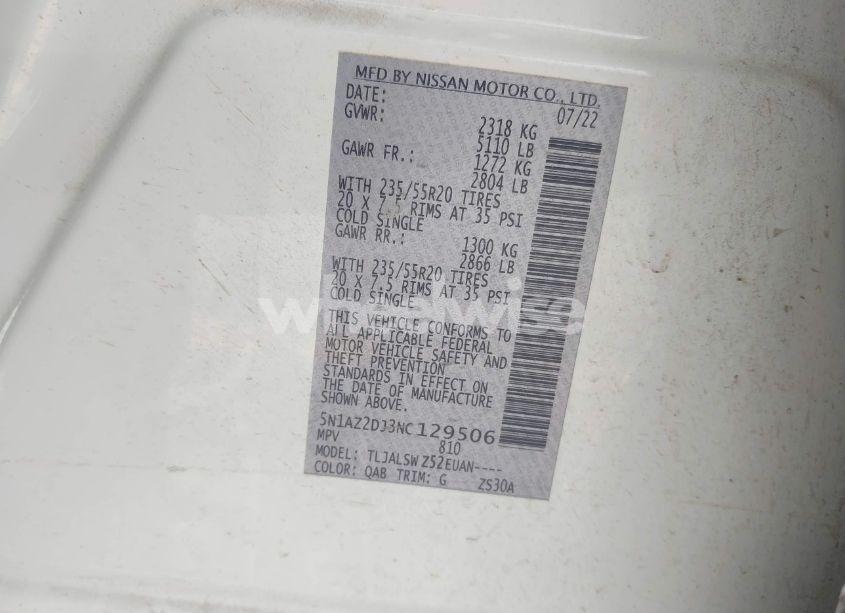 MFD BY NISSAN MOTOR CO., LTD.
DATE: 07/22
GVWR: 2318 KG
5110 LB
GAWR FR.: 1272 KG
2804 LB
WITH 235/55R20 TIRES
20 X 7.5 RIMS AT 35 PSI
COLD SINGLE
GAWR RR.: 1300 KG
2866 LB
WITH 235/55R20 TIRES
20 X 7.5 RIMS AT 35 PSI
COLD SINGLE
wheelwise
THIS VEHICLE CONFORMS TO
ALL APPLICABLE FEDERAL
MOTOR VEHICLE SAFETY AND
THEFT PREVENTION
STANDARDS IN EFFECT ON
THE DATE OF MANUFACTURE
SHOWN ABOVE.
5N1AZ2DJ3NC129506
MPV 810
MODEL: TLJALSWZ52EUAN----
COLOR: QAB TRIM: G ZS30A